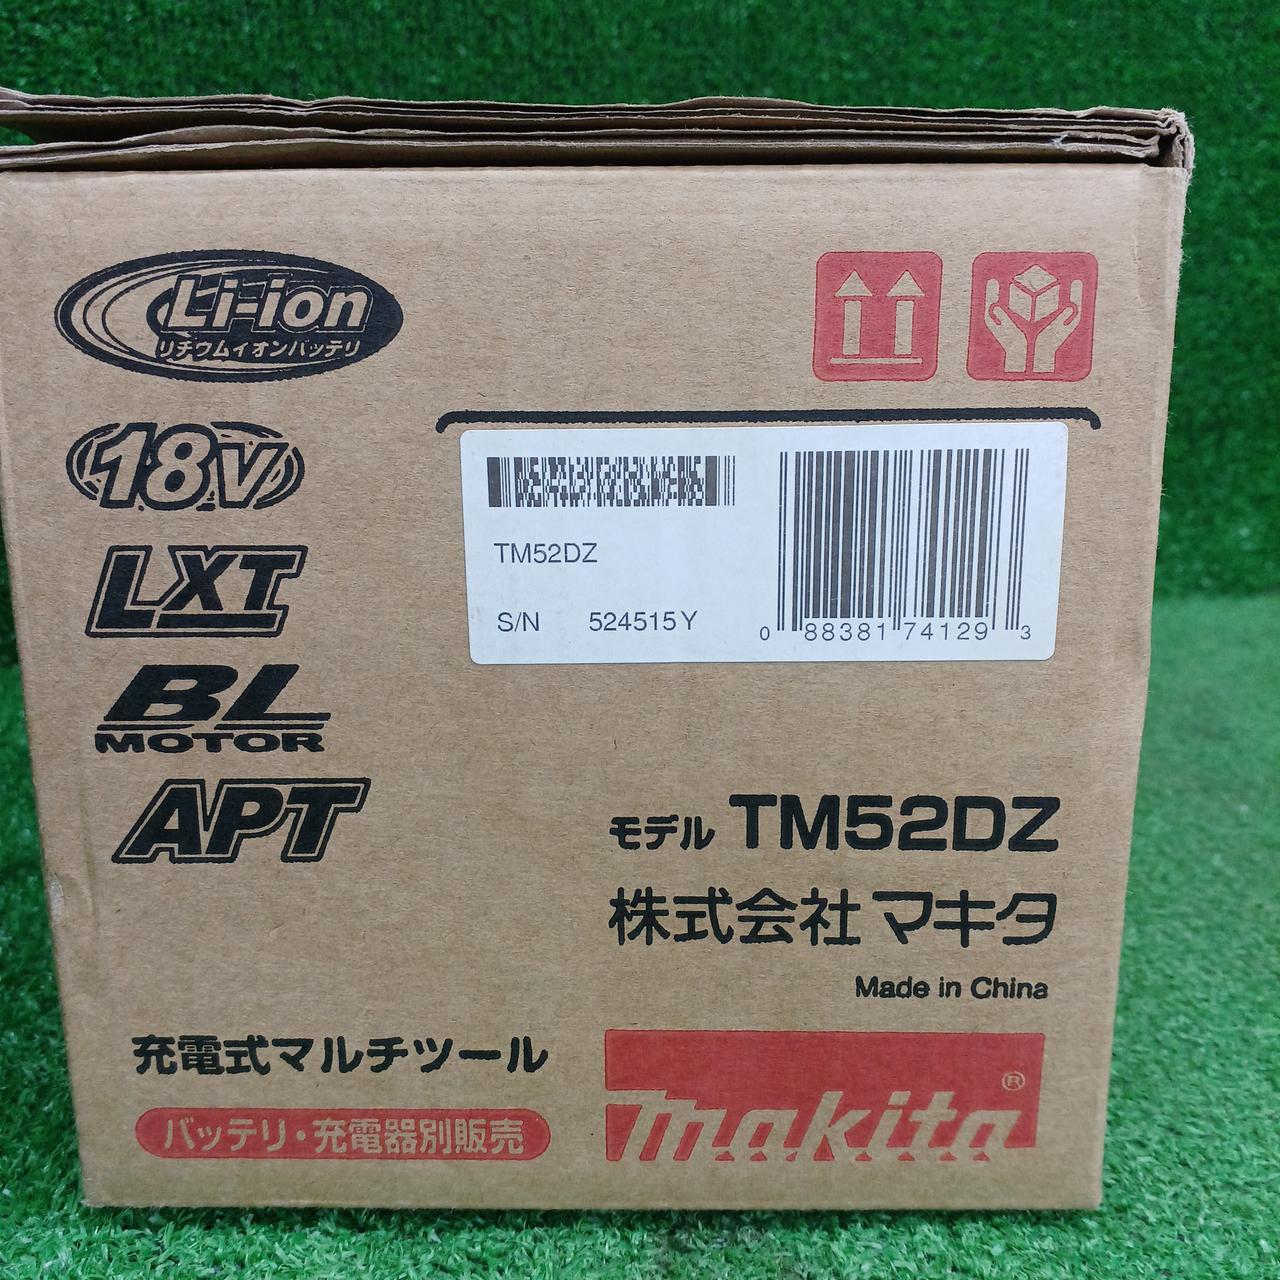 Li-ion
リチウムイオンバッテリ
18V
LXT
BL
MOTOR
APT
TM52DZ
S/N 524515Y
0 88381 74129 3
モデル TM52DZ
株式会社マキタ
Made in China
充電式マルチツール
バッテリ・充電器別販売
makita®